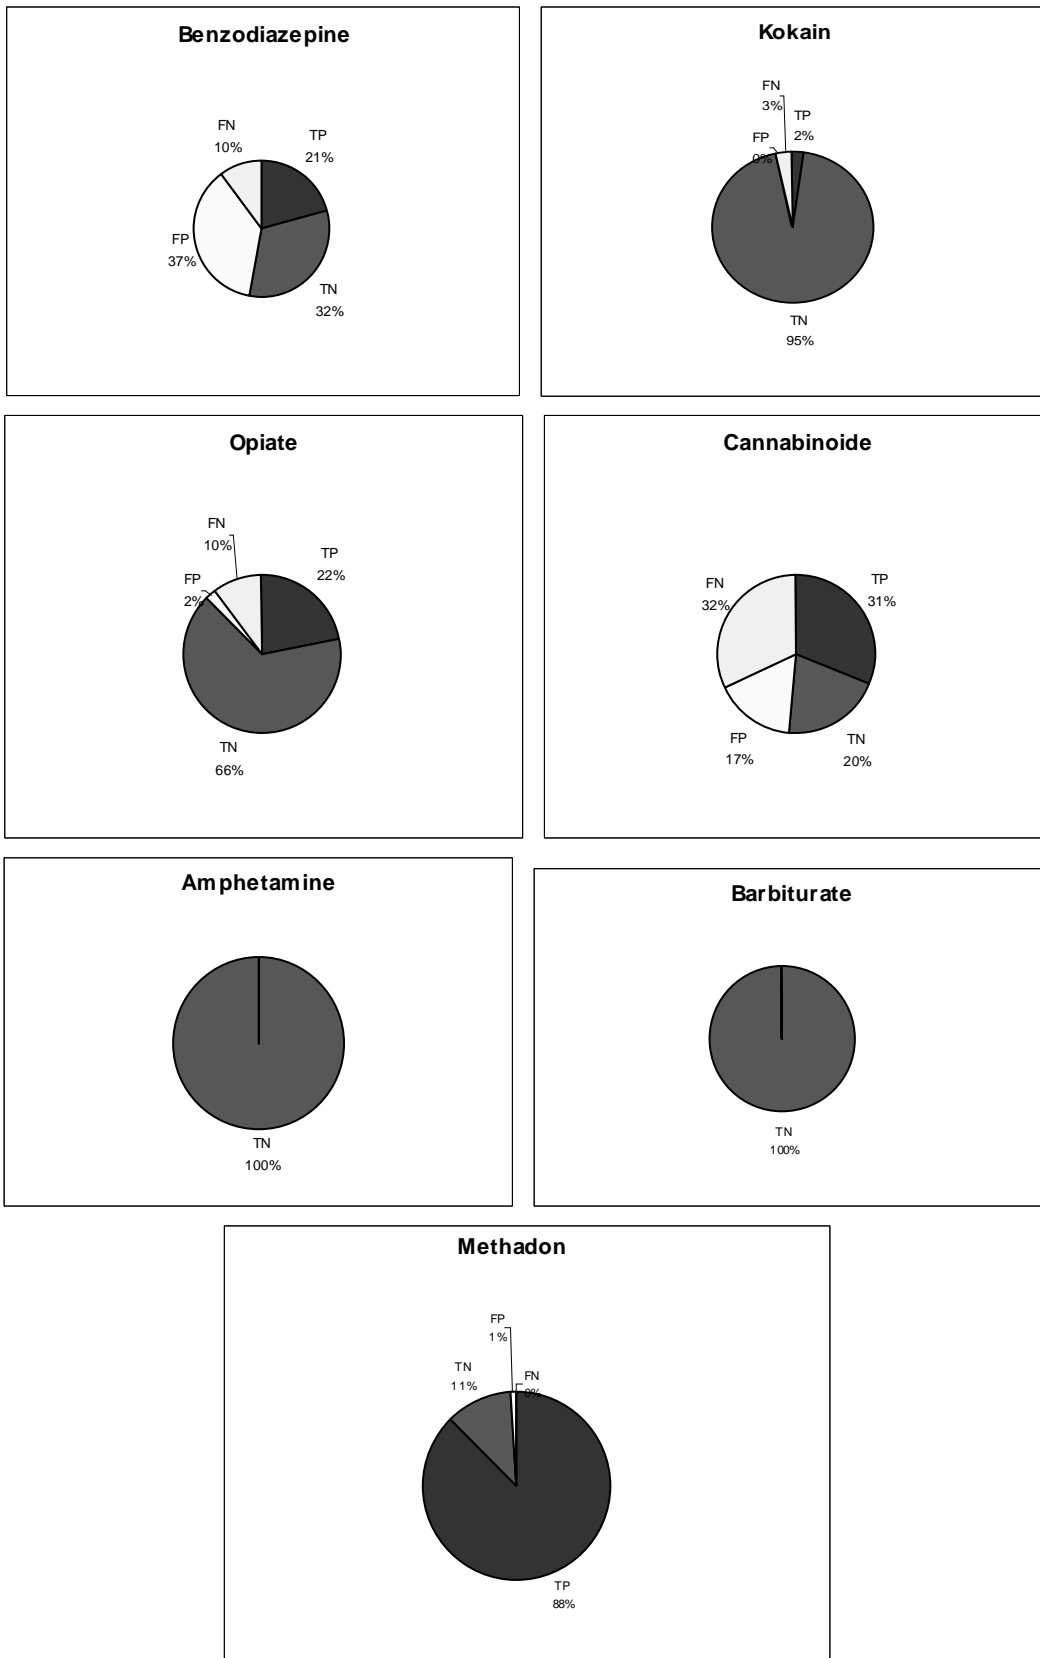 Benzodiazepine
FN
10%
TP
21%
FP
37%
TN
32%
Kokain
FN
3%
TP
2%
FP
0%
TN
95%
Opiate
FN
10%
TP
22%
FP
2%
TN
66%
Cannabinoide
FN
32%
TP
31%
FP
17%
TN
20%
Amphetamine
TN
100%
Barbiturate
TN
100%
Methadon
FP
1%
TN
11%
FN
0%
TP
88%